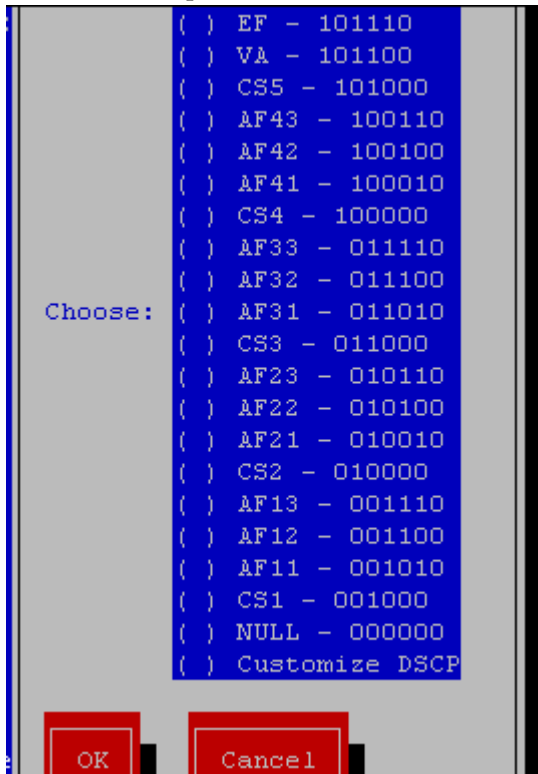 ( ) EF - 101110
( ) VA - 101100
( ) CS5 - 101000
( ) AF43 - 100110
( ) AF42 - 100100
( ) AF41 - 100010
( ) CS4 - 100000
( ) AF33 - 011110
( ) AF32 - 011100
Choose: ( ) AF31 - 011010
( ) CS3 - 011000
( ) AF23 - 010110
( ) AF22 - 010100
( ) AF21 - 010010
( ) CS2 - 010000
( ) AF13 - 001110
( ) AF12 - 001100
( ) AF11 - 001010
( ) CS1 - 001000
( ) NULL - 000000
( ) Customize DSCP
OK Cancel